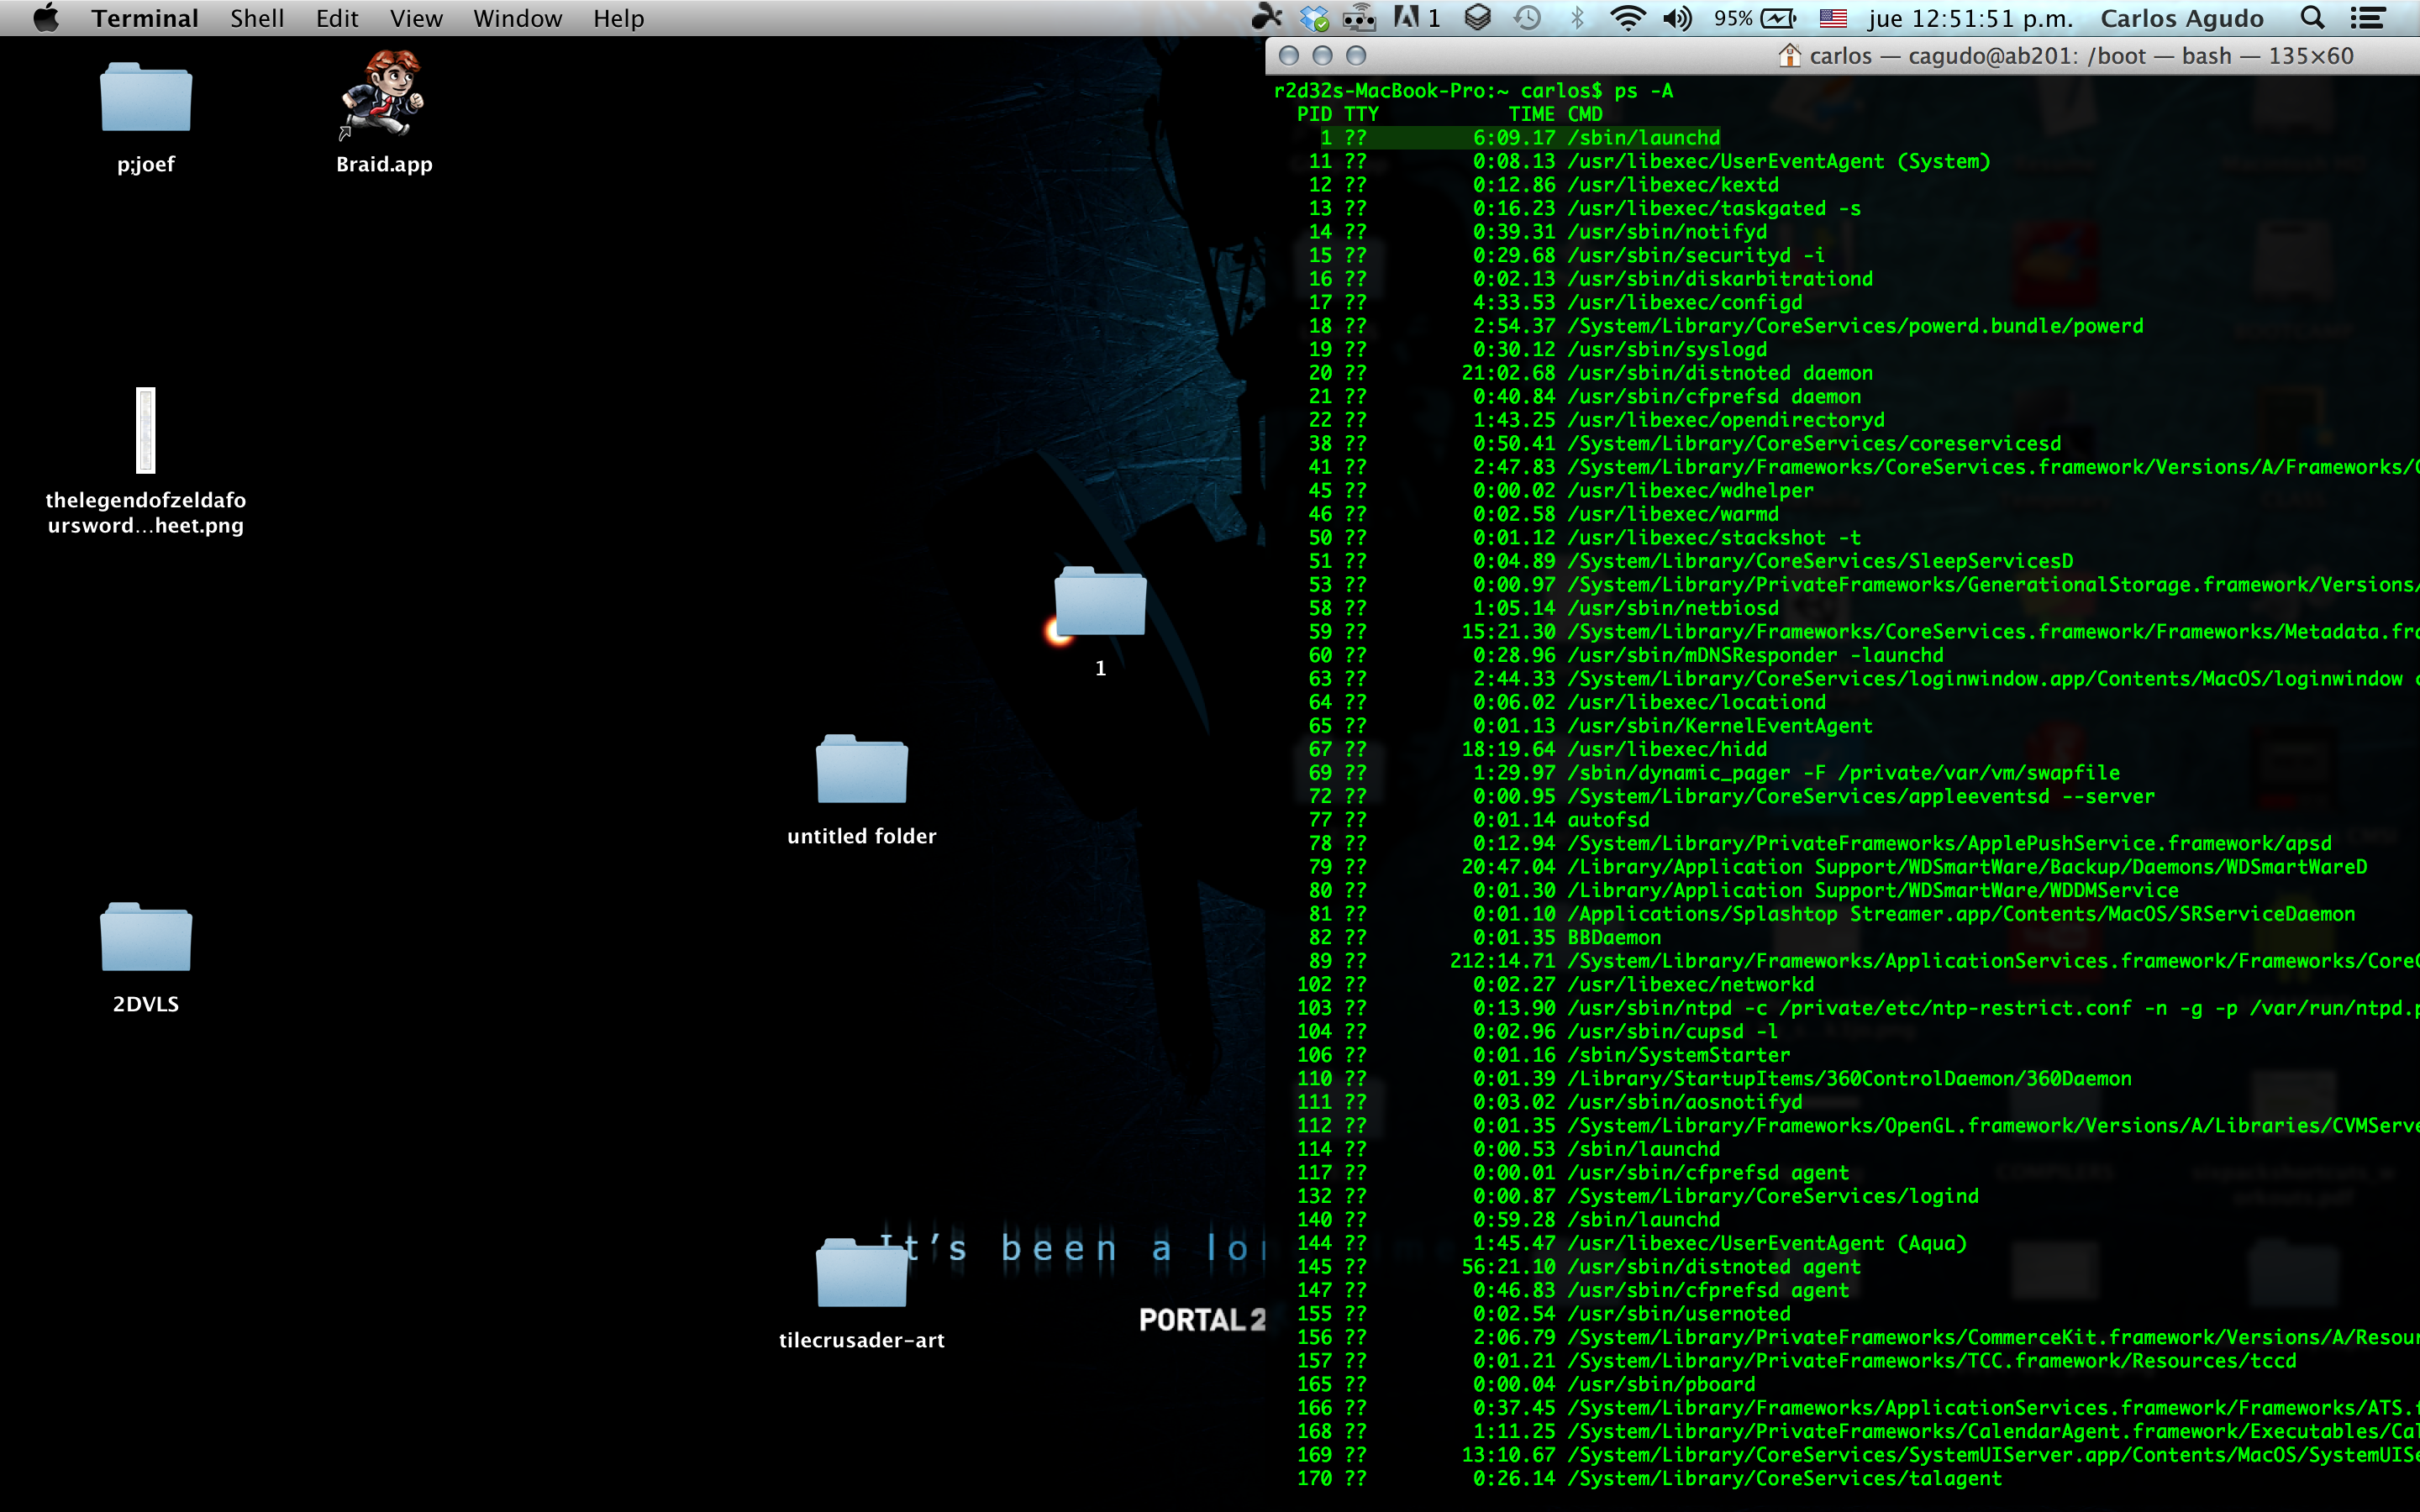 Terminal Shell Edit View Window Help 1 95% jue 12:51:51 p.m. Carlos Agudo
p;joef
Braid.app
thelegendofzeldafo
ursword...heet.png
1
untitled folder
2DVLS
It's been a lon
tilecrusader-art
PORTAL 2
carlos — cagudo@ab201: /boot — bash — 135×60
r2d32s-MacBook-Pro:~ carlos$ ps -A
PID TTY TIME CMD
1 ?? 6:09.17 /sbin/launchd
11 ?? 0:08.13 /usr/libexec/UserEventAgent (System)
12 ?? 0:12.86 /usr/libexec/kextd
13 ?? 0:16.23 /usr/libexec/taskgated -s
14 ?? 0:39.31 /usr/sbin/notifyd
15 ?? 0:29.68 /usr/sbin/securityd -i
16 ?? 0:02.13 /usr/sbin/diskarbitrationd
17 ?? 4:33.53 /usr/libexec/configd
18 ?? 2:54.37 /System/Library/CoreServices/powerd.bundle/powerd
19 ?? 0:30.12 /usr/sbin/syslogd
20 ?? 21:02.68 /usr/sbin/distnoted daemon
21 ?? 0:40.84 /usr/sbin/cfprefsd daemon
22 ?? 1:43.25 /usr/libexec/opendirectoryd
38 ?? 0:50.41 /System/Library/CoreServices/coreservicesd
41 ?? 2:47.83 /System/Library/Frameworks/CoreServices.framework/Versions/A/Frameworks/
45 ?? 0:00.02 /usr/libexec/wdhelper
46 ?? 0:02.58 /usr/libexec/warmd
50 ?? 0:01.12 /usr/libexec/stackshot -t
51 ?? 0:04.89 /System/Library/CoreServices/SleepServicesD
53 ?? 0:00.97 /System/Library/PrivateFrameworks/GenerationalStorage.framework/Versions/
58 ?? 1:05.14 /usr/sbin/netbiosd
59 ?? 15:21.30 /System/Library/Frameworks/CoreServices.framework/Frameworks/Metadata.fra
60 ?? 0:28.96 /usr/sbin/mDNSResponder -launchd
63 ?? 2:44.33 /System/Library/CoreServices/loginwindow.app/Contents/MacOS/loginwindow c
64 ?? 0:06.02 /usr/libexec/locationd
65 ?? 0:01.13 /usr/sbin/KernelEventAgent
67 ?? 18:19.64 /usr/libexec/hidd
69 ?? 1:29.97 /sbin/dynamic_pager -F /private/var/vm/swapfile
72 ?? 0:00.95 /System/Library/CoreServices/appleeventsd --server
77 ?? 0:01.14 autofsd
78 ?? 0:12.94 /System/Library/PrivateFrameworks/ApplePushService.framework/apsd
79 ?? 20:47.04 /Library/Application Support/WDSmartWare/Backup/Daemons/WDSmartWareD
80 ?? 0:01.30 /Library/Application Support/WDSmartWare/WDDMService
81 ?? 0:01.10 /Applications/Splashtop Streamer.app/Contents/MacOS/SRServiceDaemon
82 ?? 0:01.35 BBDaemon
89 ?? 212:14.71 /System/Library/Frameworks/ApplicationServices.framework/Frameworks/CoreG
102 ?? 0:02.27 /usr/libexec/networkd
103 ?? 0:13.90 /usr/sbin/ntpd -c /private/etc/ntp-restrict.conf -n -g -p /var/run/ntpd.p
104 ?? 0:02.96 /usr/sbin/cupsd -l
106 ?? 0:01.16 /sbin/SystemStarter
110 ?? 0:01.39 /Library/StartupItems/360ControlDaemon/360Daemon
111 ?? 0:03.02 /usr/sbin/aosnotifyd
112 ?? 0:01.35 /System/Library/Frameworks/OpenGL.framework/Versions/A/Libraries/CVMServe
114 ?? 0:00.53 /sbin/launchd
117 ?? 0:00.01 /usr/sbin/cfprefsd agent
132 ?? 0:00.87 /System/Library/CoreServices/logind
140 ?? 0:59.28 /sbin/launchd
144 ?? 1:45.47 /usr/libexec/UserEventAgent (Aqua)
145 ?? 56:21.10 /usr/sbin/distnoted agent
147 ?? 0:46.83 /usr/sbin/cfprefsd agent
155 ?? 0:02.54 /usr/sbin/usernoted
156 ?? 2:06.79 /System/Library/PrivateFrameworks/CommerceKit.framework/Versions/A/Resour
157 ?? 0:01.21 /System/Library/PrivateFrameworks/TCC.framework/Resources/tccd
165 ?? 0:00.04 /usr/sbin/pboard
166 ?? 0:37.45 /System/Library/Frameworks/ApplicationServices.framework/Frameworks/ATS.f
168 ?? 1:11.25 /System/Library/PrivateFrameworks/CalendarAgent.framework/Executables/Cal
169 ?? 13:10.67 /System/Library/CoreServices/SystemUIServer.app/Contents/MacOS/SystemUISe
170 ?? 0:26.14 /System/Library/CoreServices/talagent